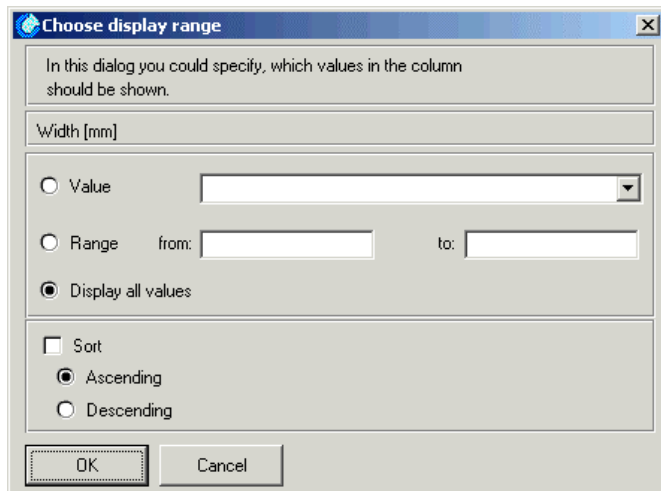 Choose display range
In this dialog you could specify, which values in the column
should be shown.
Width [mm]
Value
Range from: to:
Display all values
Sort
Ascending
Descending
OK Cancel